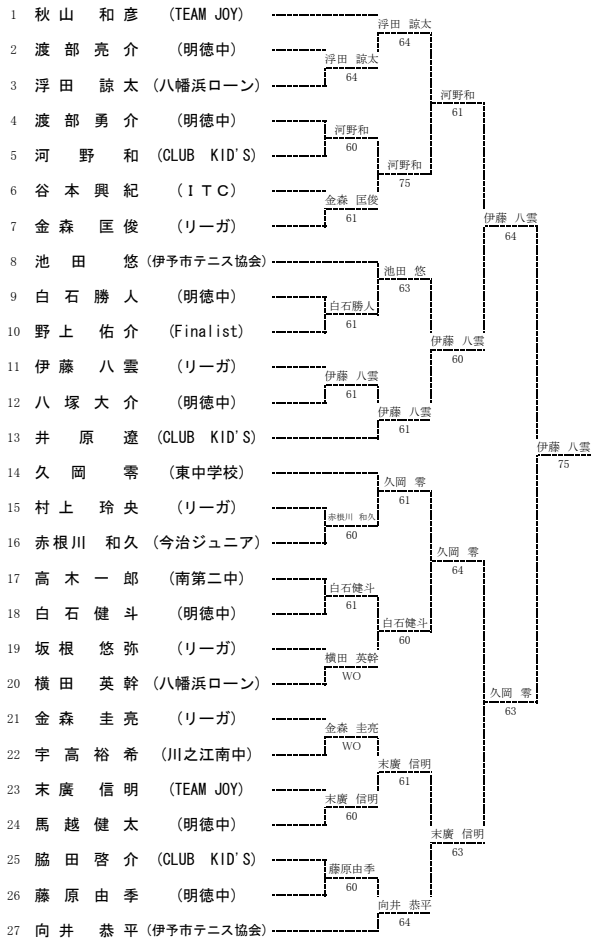 1 秋山 和彦 (TEAM JOY)
浮田 諒太
64
2 渡部亮介 (明徳中)
浮田 諒太
64
3 浮田 諒太 (八幡浜ローン)
河野和
61
4 渡部勇介 (明徳中)
河野和
60
5 河野和 (CLUB KID'S)
河野和
75
6 谷本興紀 (ＩＴＣ)
金森 匡俊
61
7 金森 匡俊 (リーガ)
伊藤 八雲
64
8 池田 悠 (伊予市テニス協会)
池田 悠
63
9 白石勝人 (明徳中)
白石勝人
61
10 野上 佑介 (Finalist)
伊藤 八雲
60
11 伊藤 八雲 (リーガ)
伊藤 八雲
61
12 八塚大介 (明徳中)
伊藤 八雲
61
13 井原遼 (CLUB KID'S)
伊藤 八雲
75
14 久岡 零 (東中学校)
久岡 零
61
15 村上 玲央 (リーガ)
赤根川 和久
60
16 赤根川 和久 (今治ジュニア)
久岡 零
64
17 高木一郎 (南第二中)
白石健斗
61
18 白石健斗 (明徳中)
白石健斗
60
19 坂根 悠弥 (リーガ)
横田 英幹
WO
20 横田 英幹 (八幡浜ローン)
久岡 零
63
21 金森 圭亮 (リーガ)
金森 圭亮
WO
22 宇高裕希 (川之江南中)
末廣 信明
61
23 末廣 信明 (TEAM JOY)
末廣 信明
60
24 馬越健太 (明徳中)
末廣 信明
63
25 脇田啓介 (CLUB KID'S)
藤原由季
60
26 藤原由季 (明徳中)
向井 恭平
64
27 向井 恭平 (伊予市テニス協会)